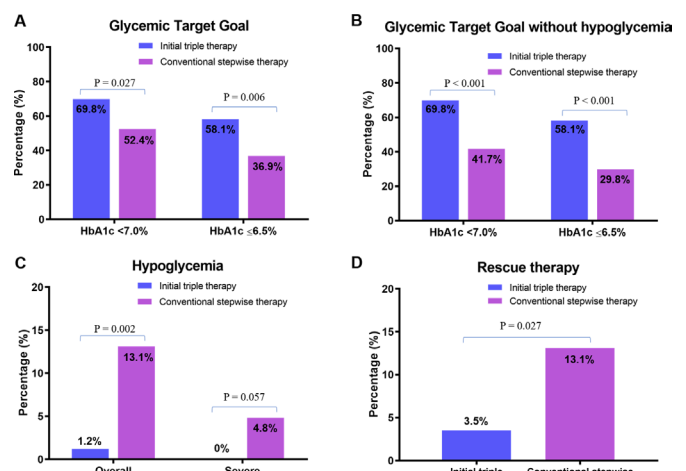 A
Glycemic Target Goal
Initial triple therapy
Conventional stepwise therapy
Percentage (%)
100
80
60
40
20
0
P = 0.027
P = 0.006
69.8%
52.4%
58.1%
36.9%
HbA1c <7.0%
HbA1c ≤6.5%
B
Glycemic Target Goal without hypoglycemia
Initial triple therapy
Conventional stepwise therapy
Percentage (%)
100
80
60
40
20
0
P < 0.001
P < 0.001
69.8%
41.7%
58.1%
29.8%
HbA1c <7.0%
HbA1c ≤6.5%
C
Hypoglycemia
Initial triple therapy
Conventional stepwise therapy
Percentage (%)
20
15
10
5
0
P = 0.002
P = 0.057
1.2%
13.1%
0%
4.8%
Overall
Severe
D
Rescue therapy
Initial triple therapy
Conventional stepwise therapy
Percentage (%)
20
15
10
5
0
P = 0.027
3.5%
13.1%
Initial triple
Conventional stepwise